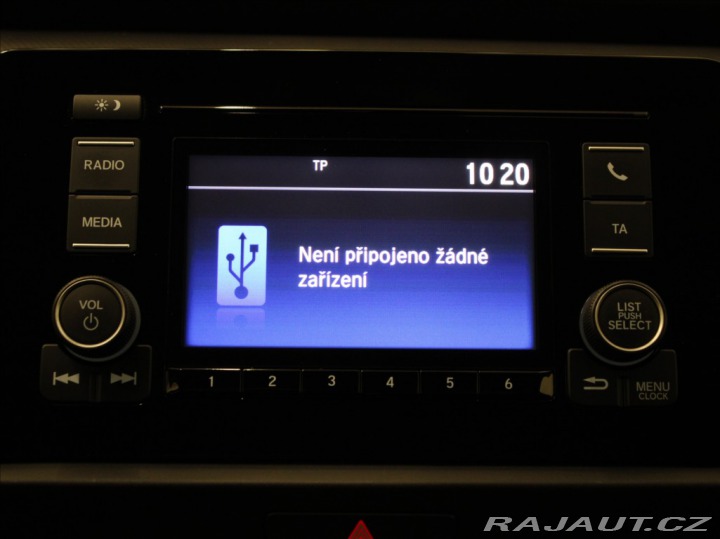 TP
10 20
RADIO
MEDIA
TA
Není připojeno žádné
zařízení
VOL
LIST
PUSH
SELECT
1 2 3 4 5 6
MENU
CLOCK
RAJAUT.CZ